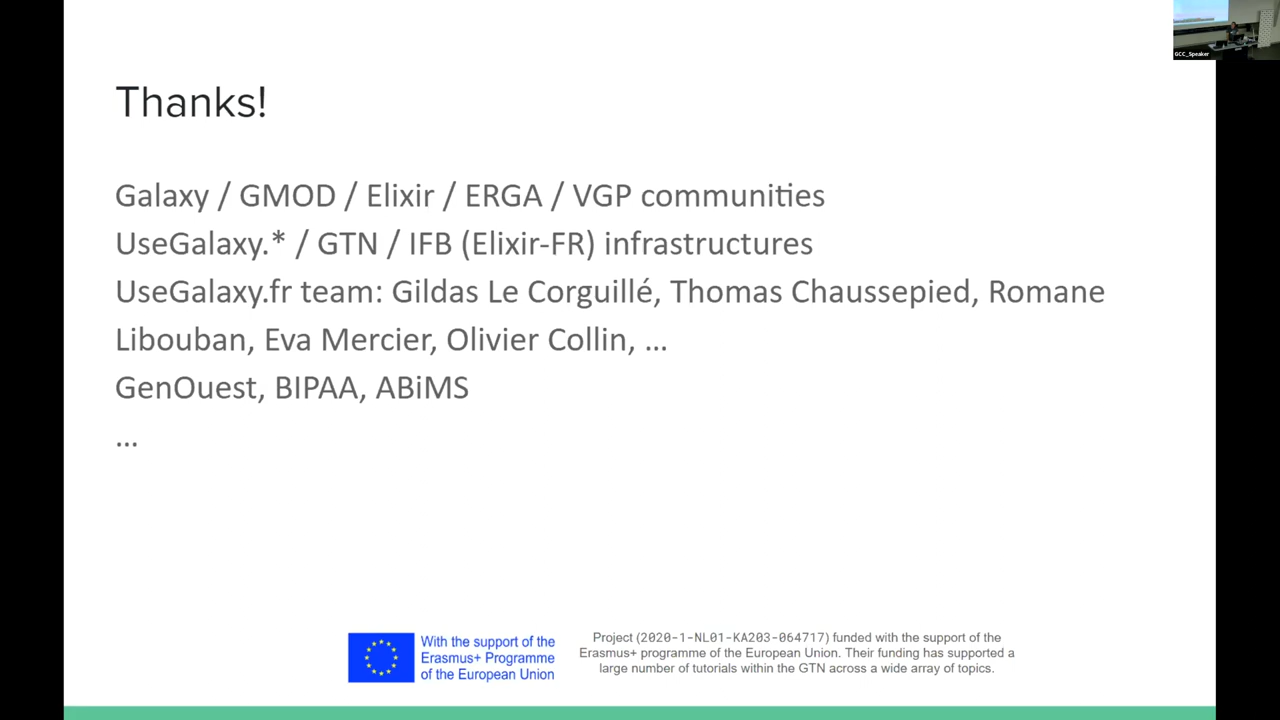 GCC_Speaker
Thanks!
Galaxy / GMOD / Elixir / ERGA / VGP communities
UseGalaxy.* / GTN / IFB (Elixir-FR) infrastructures
UseGalaxy.fr team: Gildas Le Corguillé, Thomas Chaussepied, Romane
Libouban, Eva Mercier, Olivier Collin, ...
GenOuest, BIPAA, ABiMS
...
With the support of the
Erasmus+ Programme
of the European Union
Project (2020-1-NL01-KA203-064717) funded with the support of the
Erasmus+ programme of the European Union. Their funding has supported a
large number of tutorials within the GTN across a wide array of topics.